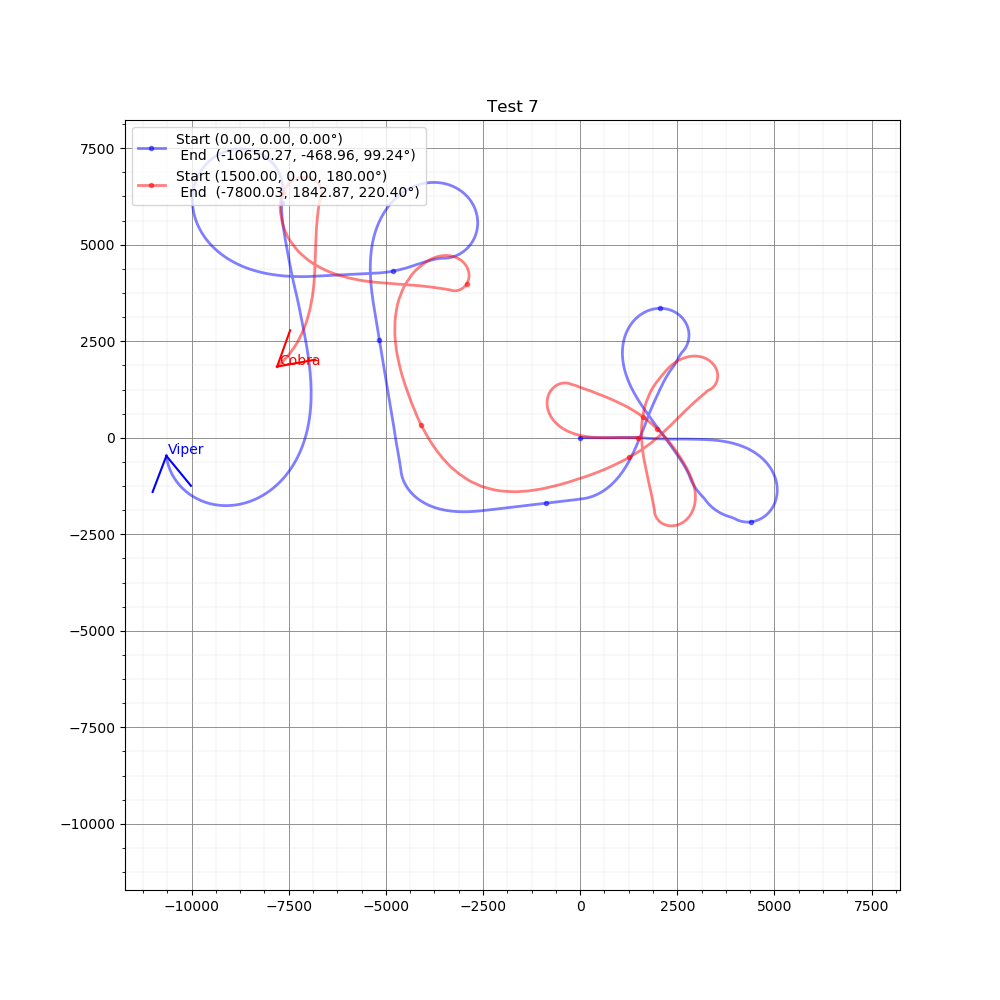 Test 7
Start (0.00, 0.00, 0.00°)
End (-10650.27, -468.96, 99.24°)
Start (1500.00, 0.00, 180.00°)
End (-7800.03, 1842.87, 220.40°)
7500
5000
2500
0
−2500
−5000
−7500
−10000
Cobra
Viper
−10000 −7500 −5000 −2500 0 2500 5000 7500